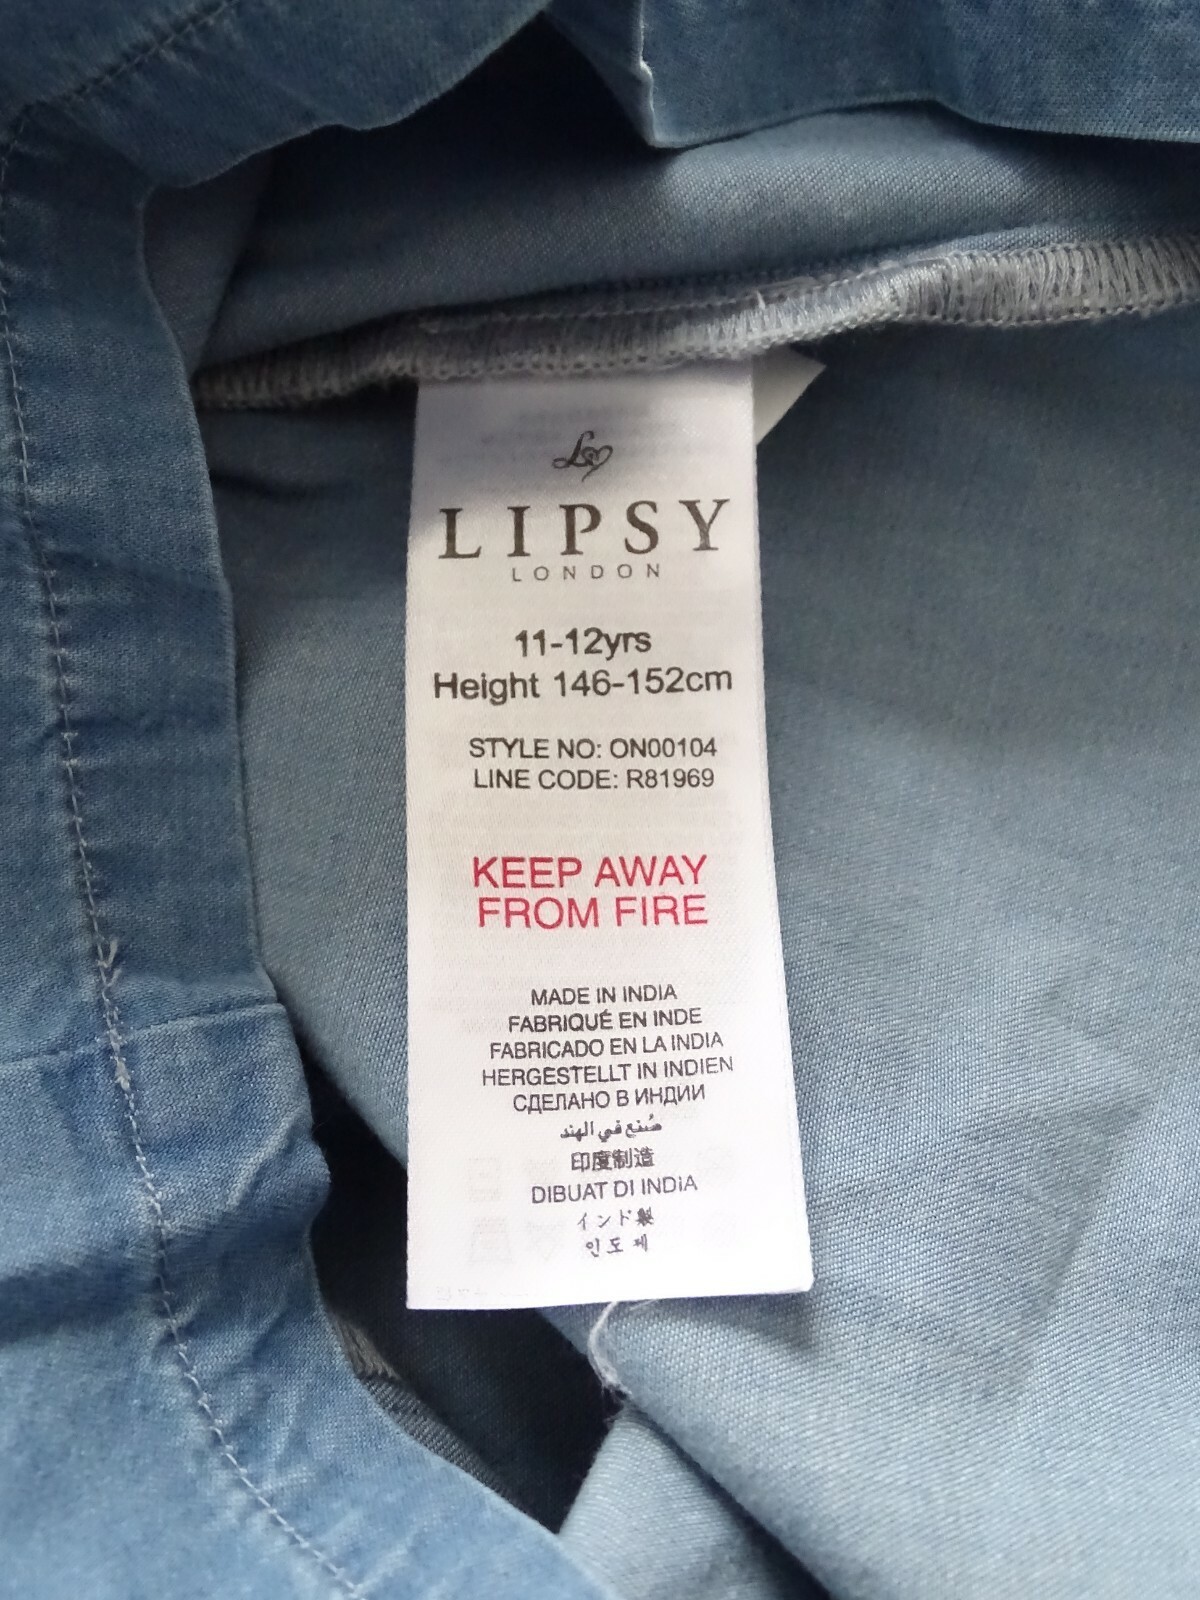 LIPSY
LONDON
11-12yrs
Height 146-152cm
STYLE NO: ON00104
LINE CODE: R81969
KEEP AWAY
FROM FIRE
MADE IN INDIA
FABRIQUÉ EN INDE
FABRICADO EN LA INDIA
HERGESTELLT IN INDIEN
СДЕЛАНО В ИНДИИ
صُنع في الهند
印度制造
DIBUAT DI INDIA
インド製
인도제